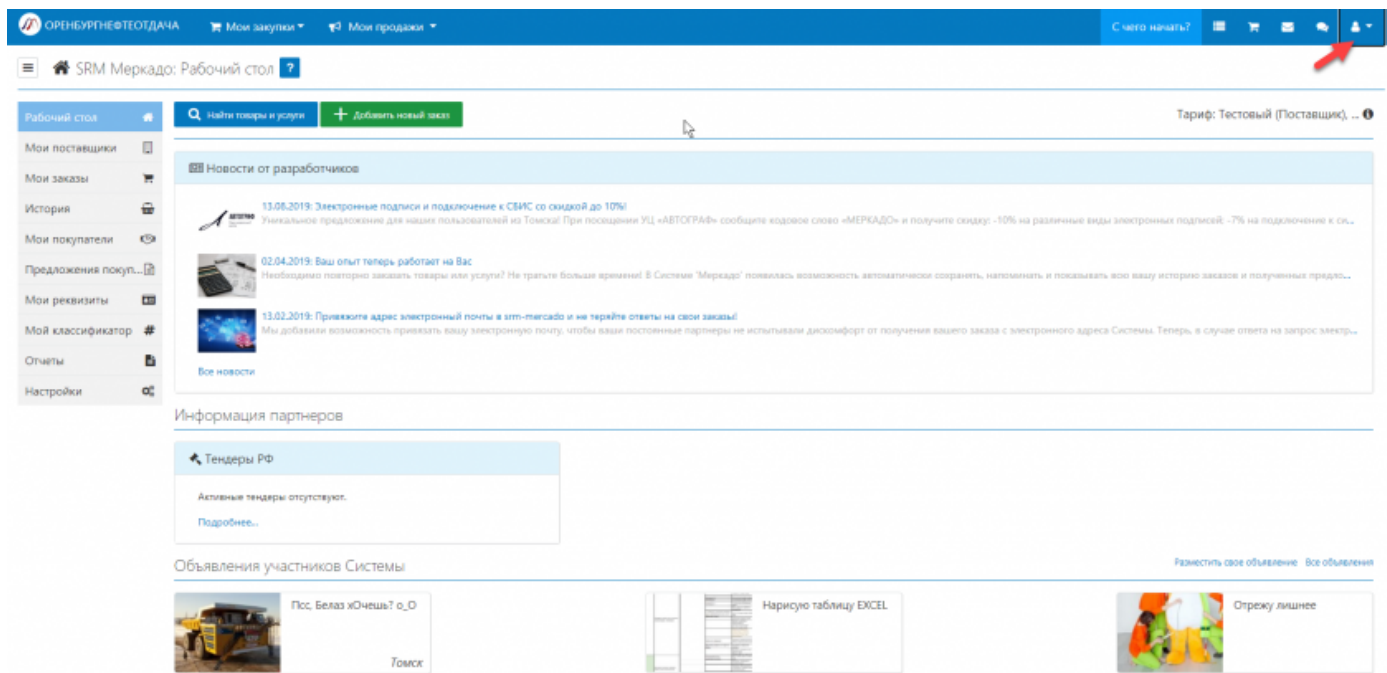 ОРЕНБУРГНЕФТЕОТДАЧА Мои закупки Мои продажи С чего начать?
SRM Меркадо: Рабочий стол ?
Рабочий стол
Мои поставщики
Мои заказы
История
Мои покупатели
Предложения покуп...
Мои реквизиты
Мой классификатор
Отчеты
Настройки
Найти товары и услуги Добавить новый заказ Тариф: Тестовый (Поставщик), ...
Новости от разработчиков
13.08.2019: Электронные подписи и подключение к СБИС со скидкой до 10%!
Уникальное предложение для наших пользователей из Томска! При посещении УЦ «АВТОГРАФ» сообщите кодовое слово «МЕРКАДО» и получите скидку: -10% на различные виды электронных подписей; -7% на подключение к си...
02.04.2019: Ваш опыт теперь работает на Вас
Необходимо повторно заказать товары или услуги? Не тратьте больше времени! В Системе 'Меркадо' появилась возможность автоматически сохранять, напоминать и показывать всю вашу историю заказов и полученных предло...
13.02.2019: Привяжите адрес электронный почты в srm-mercado и не теряйте ответы на свои заказы!
Мы добавили возможность привязать вашу электронную почту, чтобы ваши постоянные партнеры не испытывали дискомфорт от получения вашего заказа с электронного адреса Системы. Теперь, в случае ответа на запрос электр...
Все новости
Информация партнеров
Тендеры РФ
Активные тендеры отсутствуют.
Подробнее...
Объявления участников Системы Разместить свое объявление Все объявления
Псс, Белаз хОчешь? о_О
Томск
Нарисую таблицу EXCEL
Отрежу лишнее